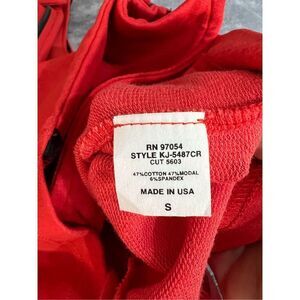 RN 97054
STYLE KJ-5487CR
CUT 5603
47%COTTON 47%MODAL
6%SPANDEX
MADE IN USA
S